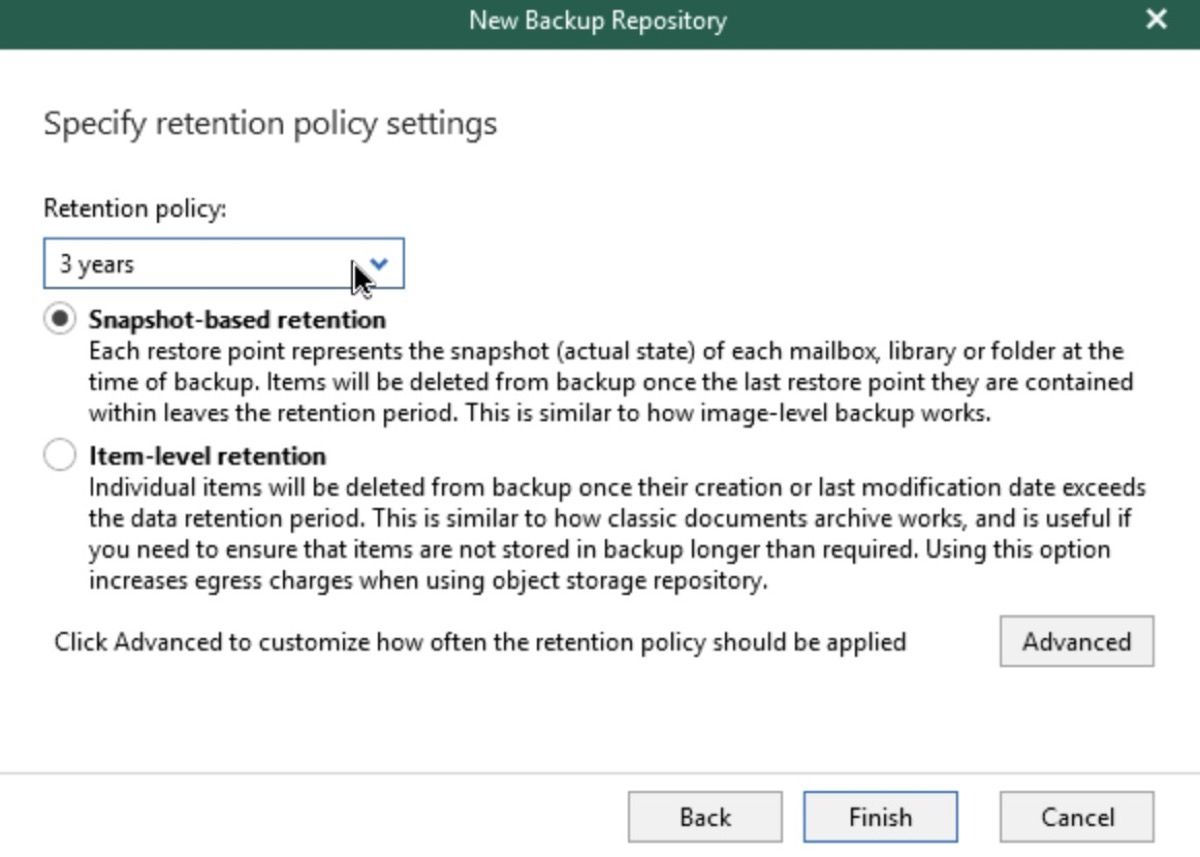 New Backup Repository
Specify retention policy settings
Retention policy:
3 years
Snapshot-based retention
Each restore point represents the snapshot (actual state) of each mailbox, library or folder at the
time of backup. Items will be deleted from backup once the last restore point they are contained
within leaves the retention period. This is similar to how image-level backup works.
Item-level retention
Individual items will be deleted from backup once their creation or last modification date exceeds
the data retention period. This is similar to how classic documents archive works, and is useful if
you need to ensure that items are not stored in backup longer than required. Using this option
increases egress charges when using object storage repository.
Click Advanced to customize how often the retention policy should be applied
Advanced
Back
Finish
Cancel